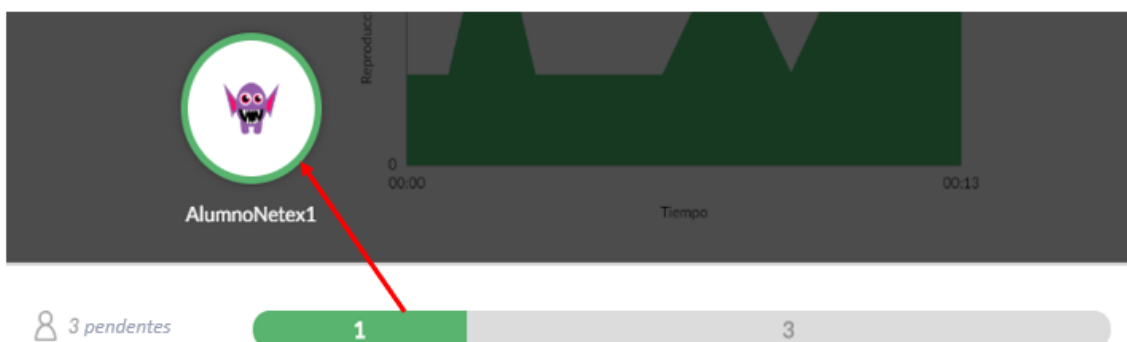 Reproducc
0
00:00
00:13
AlumnoNetex1
Tiempo
3 pendentes
1
3